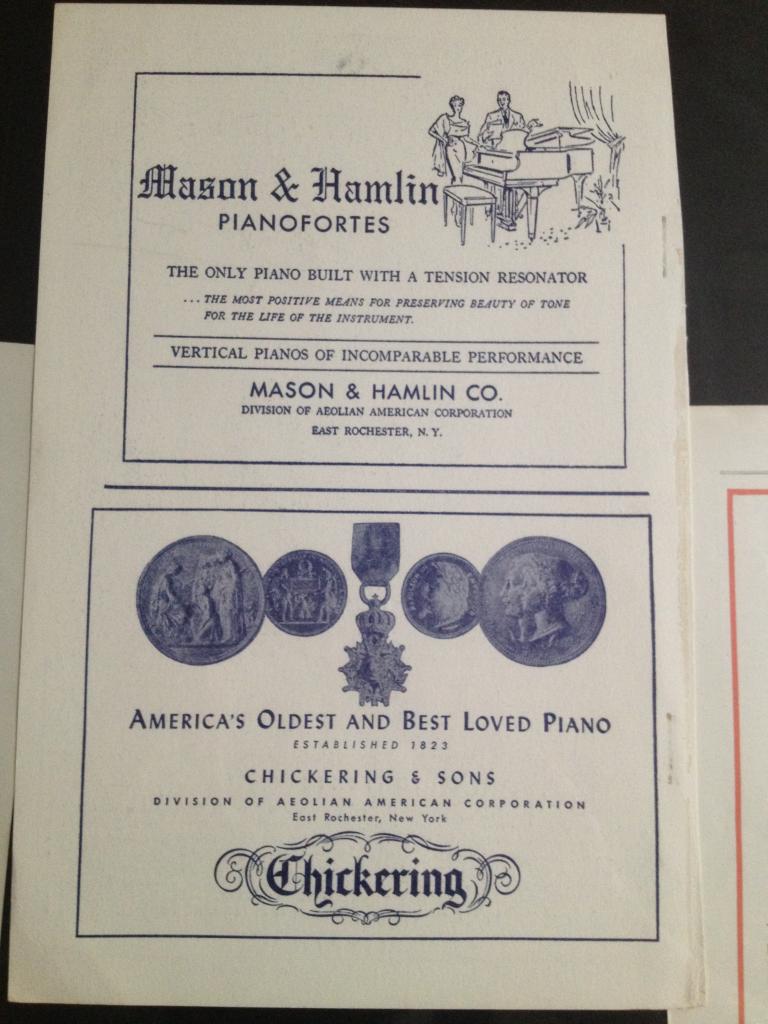 Mason & Hamlin
PIANOFORTES
THE ONLY PIANO BUILT WITH A TENSION RESONATOR
... THE MOST POSITIVE MEANS FOR PRESERVING BEAUTY OF TONE
FOR THE LIFE OF THE INSTRUMENT.
VERTICAL PIANOS OF INCOMPARABLE PERFORMANCE
MASON & HAMLIN CO.
DIVISION OF AEOLIAN AMERICAN CORPORATION
EAST ROCHESTER, N. Y.
AMERICA'S OLDEST AND BEST LOVED PIANO
ESTABLISHED 1823
CHICKERING & SONS
DIVISION OF AEOLIAN AMERICAN CORPORATION
East Rochester, New York
Chickering